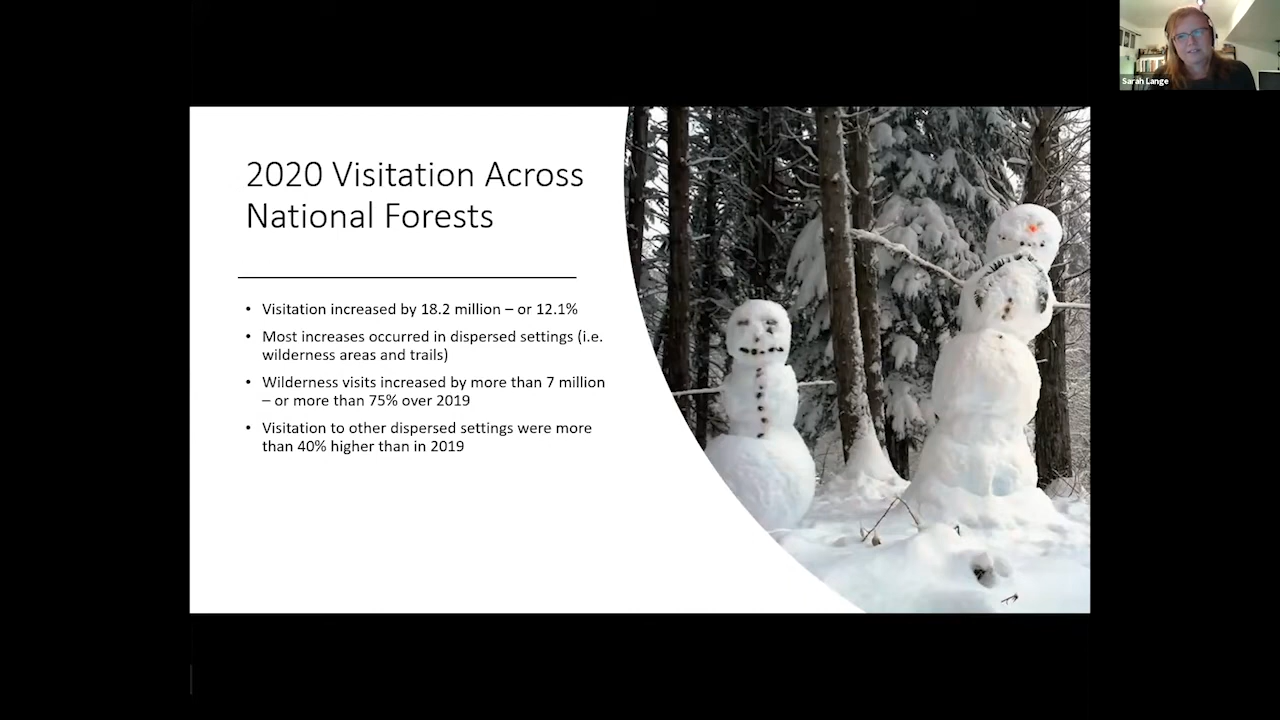 Sarah Lange
2020 Visitation Across
National Forests
• Visitation increased by 18.2 million – or 12.1%
• Most increases occurred in dispersed settings (i.e.
wilderness areas and trails)
• Wilderness visits increased by more than 7 million
– or more than 75% over 2019
• Visitation to other dispersed settings were more
than 40% higher than in 2019